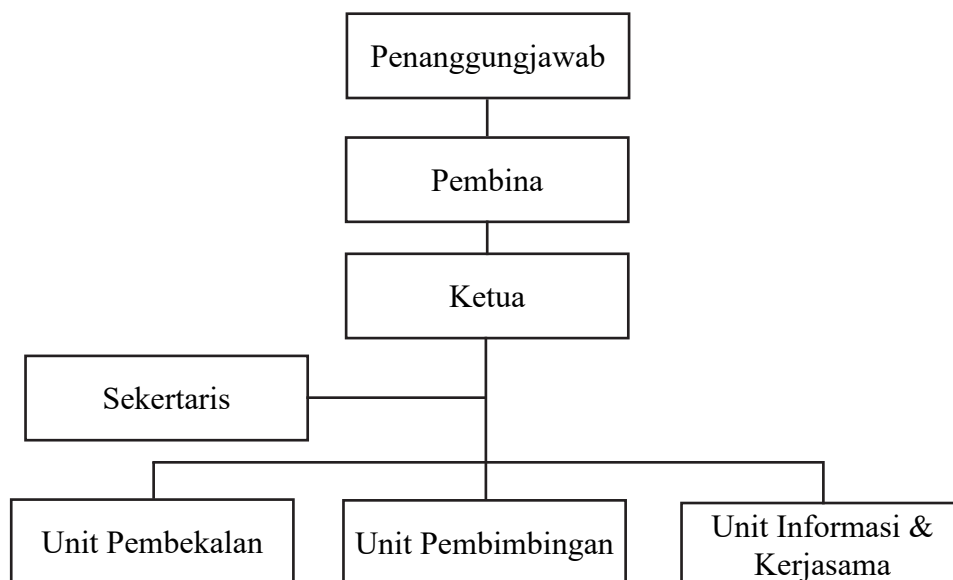 Penanggungjawab
Pembina
Ketua
Sekertaris
Unit Pembekalan
Unit Pembimbingan
Unit Informasi &
Kerjasama